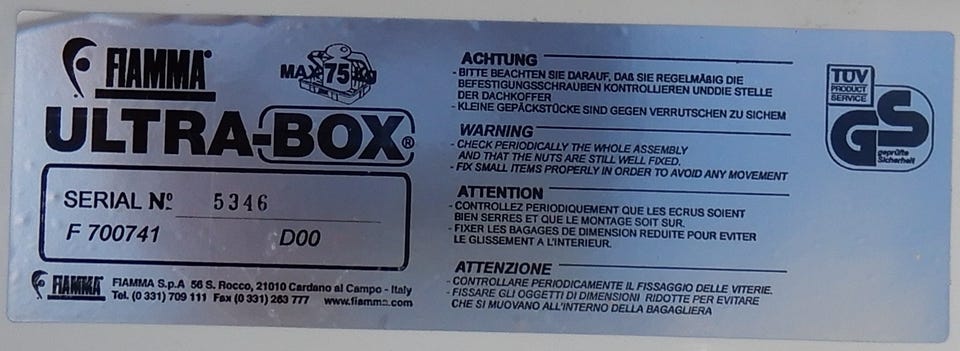 FIAMMA®
MAX 75 KG
ULTRA-BOX®
SERIAL Nº 5346
F 700741 D00
FIAMMA
FIAMMA S.p.A 56 S. Rocco, 21010 Cardano al Campo - Italy
Tel. (0 331) 709 111 Fax (0 331) 263 777 www.fiamma.com
ACHTUNG
- BITTE BEACHTEN SIE DARAUF, DAß SIE REGELMÄßIG DIE
BEFESTIGUNGSSCHRAUBEN KONTROLLIEREN UNDDIE STELLE
DER DACHKOFFER
- KLEINE GEPÄCKSTÜCKE SIND GEGEN VERRUTSCHEN ZU SICHEM
WARNING
- CHECK PERIODICALLY THE WHOLE ASSEMBLY
AND THAT THE NUTS ARE STILL WELL FIXED.
- FIX SMALL ITEMS PROPERLY IN ORDER TO AVOID ANY MOVEMENT
ATTENTION
- CONTROLLEZ PERIODIQUEMENT QUE LES ECRUS SOIENT
BIEN SERRES ET QUE LE MONTAGE SOIT SUR.
- FIXER LES BAGAGES DE DIMENSION REDUITE POUR EVITER
LE GLISSEMENT A L'INTERIEUR.
ATTENZIONE
- CONTROLLARE PERIODICAMENTE IL FISSAGGIO DELLE VITERIE.
- FISSARE GLI OGGETTI DI DIMENSIONI RIDOTTE PER EVITARE
CHE SI MUOVANO ALL'INTERNO DELLA BAGAGLIERA
TÜV
PRODUCT
SERVICE
GS
geprüfte
Sicherheit